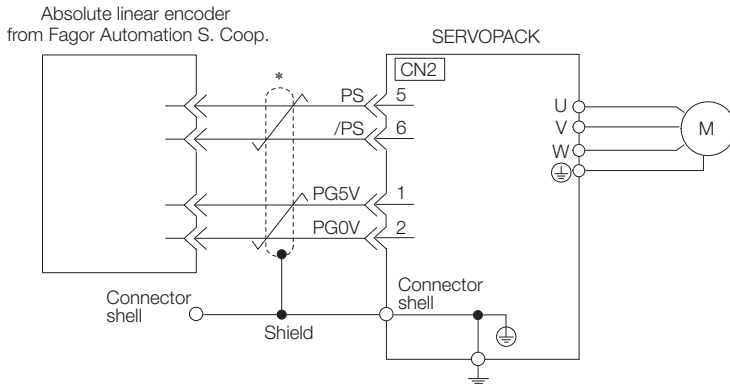 Absolute linear encoder
from Fagor Automation S. Coop.
SERVOPACK
CN2
*
PS 5
/PS 6
PG5V 1
PG0V 2
U
V
W
M
Connector
shell
Shield
Connector
shell